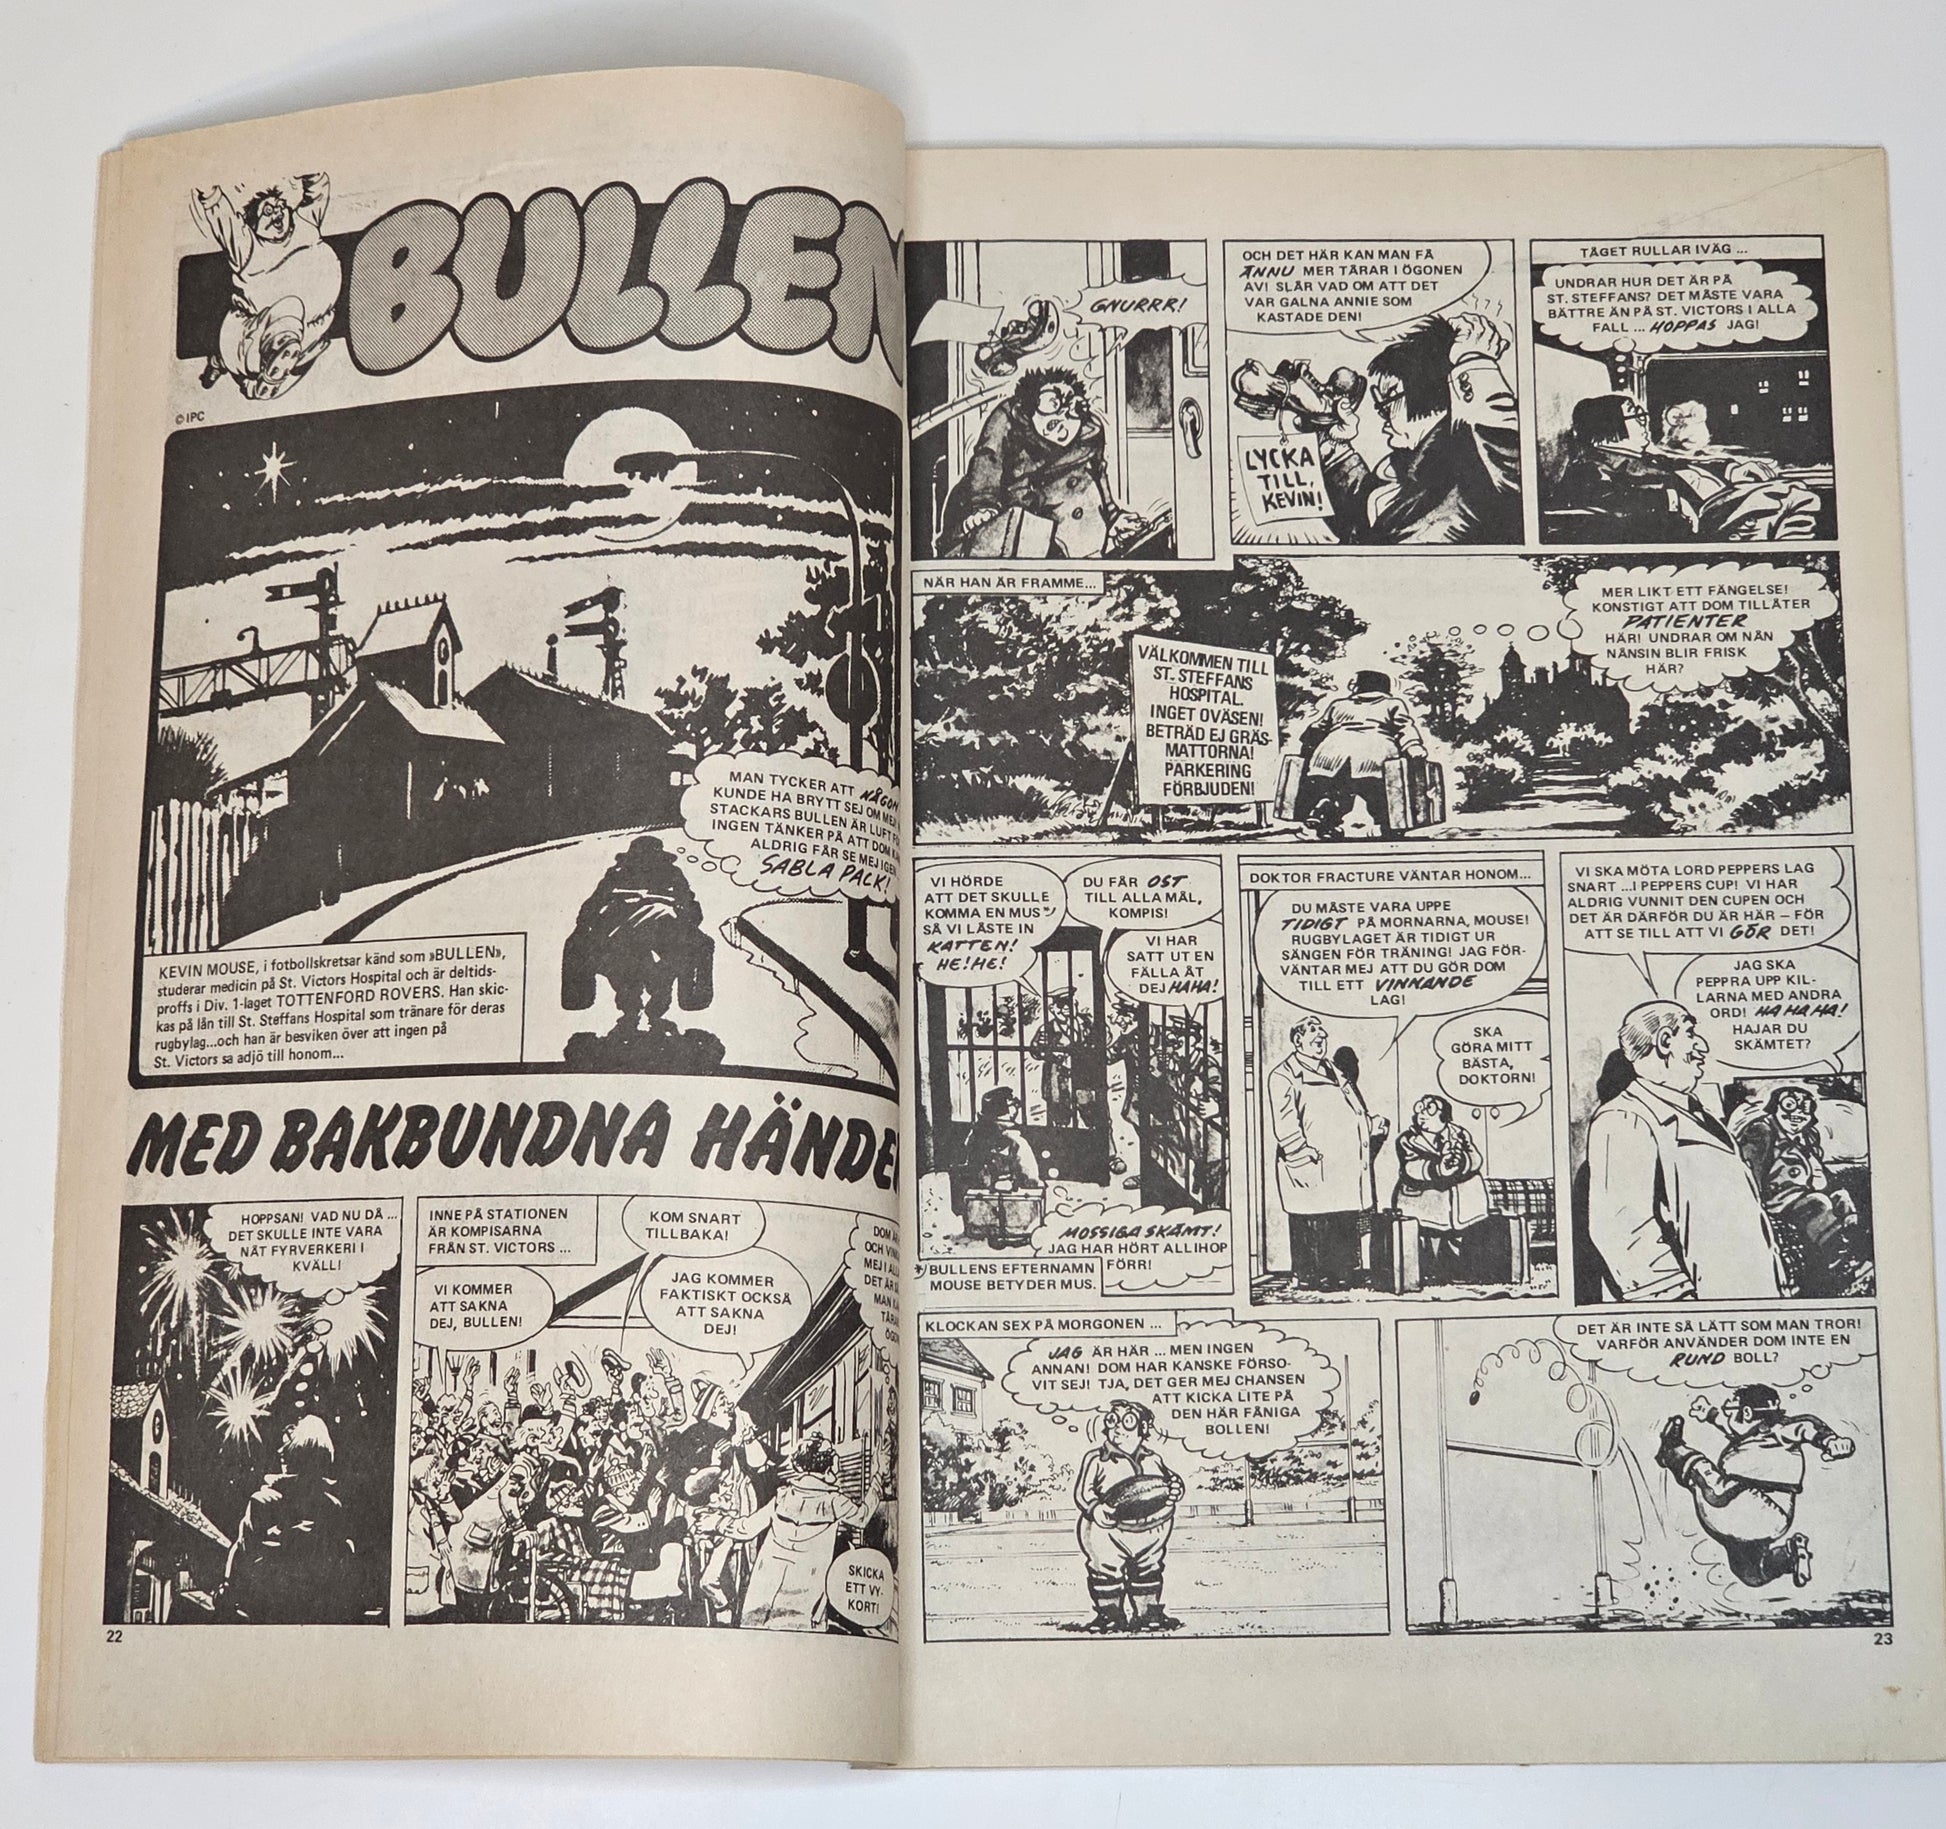 BULLEN
© IPC
MAN TYCKER ATT NÅGON
KUNDE HA BRYTT SEJ OM MEJ
STACKARS BULLEN ÄR LUFT
INGEN TÄNKER PÅ ATT DOM
ALDRIG FÅR SE MEJ IGEN
SABLA PACK!
KEVIN MOUSE, i fotbollskretsar känd som »BULLEN»,
studerar medicin på St. Victors Hospital och är deltids-
proffs i Div. 1-laget TOTTENFORD ROVERS. Han skic-
kas på lån till St. Steffans Hospital som tränare för deras
rugbylag...och han är besviken över att ingen på
St. Victors sa adjö till honom...
MED BAKBUNDNA HÄNDE
HOPPSAN! VAD NU DÅ ...
DET SKULLE INTE VARA
NÅT FYRVERKERI I
KVÄLL!
INNE PÅ STATIONEN
ÄR KOMPISARNA
FRÅN ST. VICTORS ...
VI KOMMER
ATT SAKNA
DEJ, BULLEN!
KOM SNART
TILLBAKA!
JAG KOMMER
FAKTISKT OCKSÅ
ATT SAKNA
DEJ!
DOM
OCH
MEJ I
DET ÄR
MAN
SKICKA
ETT VY-
KORT!
22
GNURRR!
OCH DET HÄR KAN MAN FÅ
ÄNNU MER TÅRAR I ÖGONEN
AV! SLÅR VAD OM ATT DET
VAR GALNA ANNIE SOM
KASTADE DEN!
LYCKA
TILL,
KEVIN!
TÅGET RULLAR IVÄG ...
UNDRAR HUR DET ÄR PÅ
ST. STEFFANS? DET MÅSTE VARA
BÄTTRE ÄN PÅ ST. VICTORS I ALLA
FALL ... HOPPAS JAG!
NÄR HAN ÄR FRAMME...
VÄLKOMMEN TILL
ST. STEFFANS
HOSPITAL.
INGET OVÄSEN!
BETRÄD EJ GRÄS-
MATTORNA!
PARKERING
FÖRBJUDEN!
MER LIKT ETT FÄNGELSE!
KONSTIGT ATT DOM TILLÅTER
PATIENTER
HÄR! UNDRAR OM NÅN
NÅNSIN BLIR FRISK
HÄR?
VI HÖRDE
ATT DET SKULLE
KOMMA EN MUS*)
SÅ VI LÅSTE IN
KATTEN!
HE! HE!
DU FÅR OST
TILL ALLA MÅL,
KOMPIS!
VI HAR
SATT UT EN
FÄLLA ÅT
DEJ HAHA!
MOSSIGA SKÄMT!
JAG HAR HÖRT ALLIHOP
FÖRR!
*) BULLENS EFTERNAMN
MOUSE BETYDER MUS.
DOKTOR FRACTURE VÄNTAR HONOM...
DU MÅSTE VARA UPPE
TIDIGT PÅ MORNARNA, MOUSE!
RUGBYLAGET ÄR TIDIGT UR
SÄNGEN FÖR TRÄNING! JAG FÖR-
VÄNTAR MEJ ATT DU GÖR DOM
TILL ETT VINNANDE
LAG!
SKA
GÖRA MITT
BÄSTA,
DOKTORN!
VI SKA MÖTA LORD PEPPERS LAG
SNART ...I PEPPERS CUP! VI HAR
ALDRIG VUNNIT DEN CUPEN OCH
DET ÄR DÄRFÖR DU ÄR HÄR – FÖR
ATT SE TILL ATT VI GÖR DET!
JAG SKA
PEPPRA UPP KIL-
LARNA MED ANDRA
ORD! HA HA HA!
HAJAR DU
SKÄMTET?
KLOCKAN SEX PÅ MORGONEN ...
JAG ÄR HÄR ... MEN INGEN
ANNAN! DOM HAR KANSKE FÖRSO-
VIT SEJ! TJA, DET GER MEJ CHANSEN
ATT KICKA LITE PÅ
DEN HÄR FÅNIGA
BOLLEN!
DET ÄR INTE SÅ LÄTT SOM MAN TROR!
VARFÖR ANVÄNDER DOM INTE EN
RUND BOLL?
23